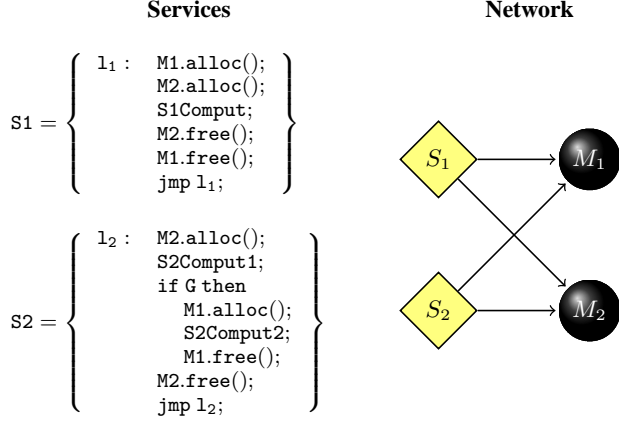 Services
Network
S1 =
l₁ : M1.alloc();
M2.alloc();
S1Comput;
M2.free();
M1.free();
jmp l₁;
S2 =
l₂ : M2.alloc();
S2Comput1;
if G then
M1.alloc();
S2Comput2;
M1.free();
M2.free();
jmp l₂;
S₁
M₁
S₂
M₂